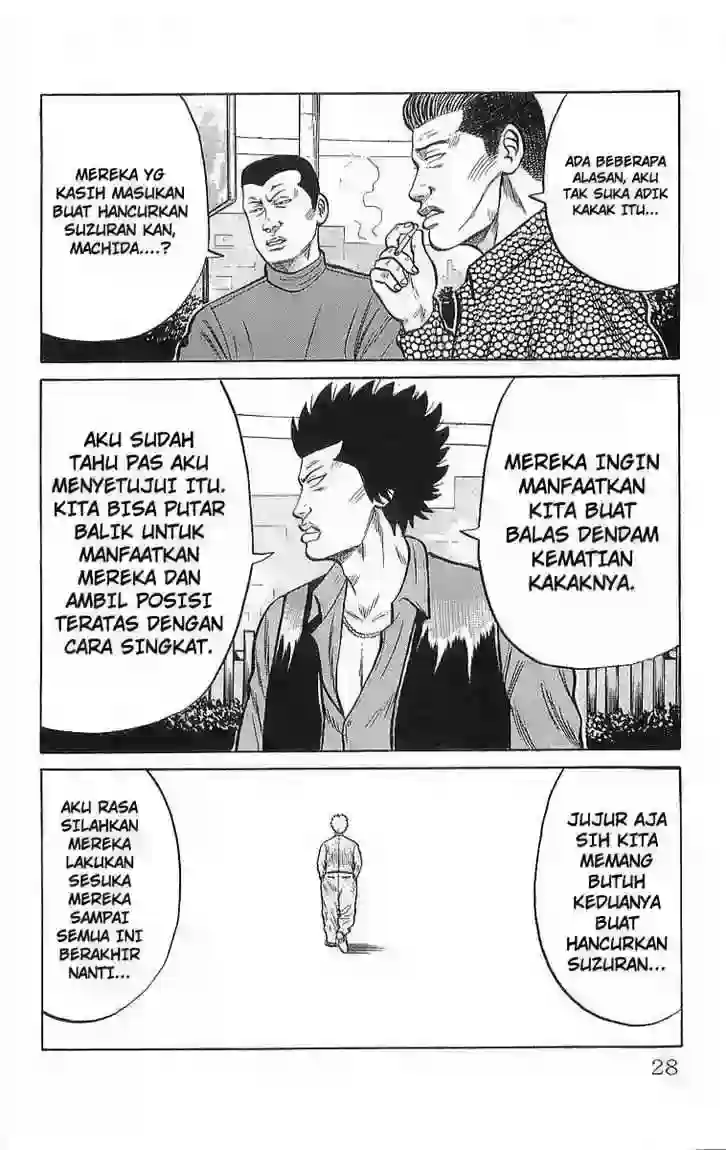 ADA BEBERAPA
ALASAN, AKU
TAK SUKA ADIK
KAKAK ITU...
MEREKA YG
KASIH MASUKAN
BUAT HANCURKAN
SUZURAN KAN,
MACHIDA....?
MEREKA INGIN
MANFAATKAN
KITA BUAT
BALAS DENDAM
KEMATIAN
KAKAKNYA.
AKU SUDAH
TAHU PAS AKU
MENYETUJUI ITU.
KITA BISA PUTAR
BALIK UNTUK
MANFAATKAN
MEREKA DAN
AMBIL POSISI
TERATAS DENGAN
CARA SINGKAT.
JUJUR AJA
SIH KITA
MEMANG
BUTUH
KEDUANYA
BUAT
HANCURKAN
SUZURAN...
AKU RASA
SILAHKAN
MEREKA
LAKUKAN
SESUKA
MEREKA
SAMPAI
SEMUA INI
BERAKHIR
NANTI...
28